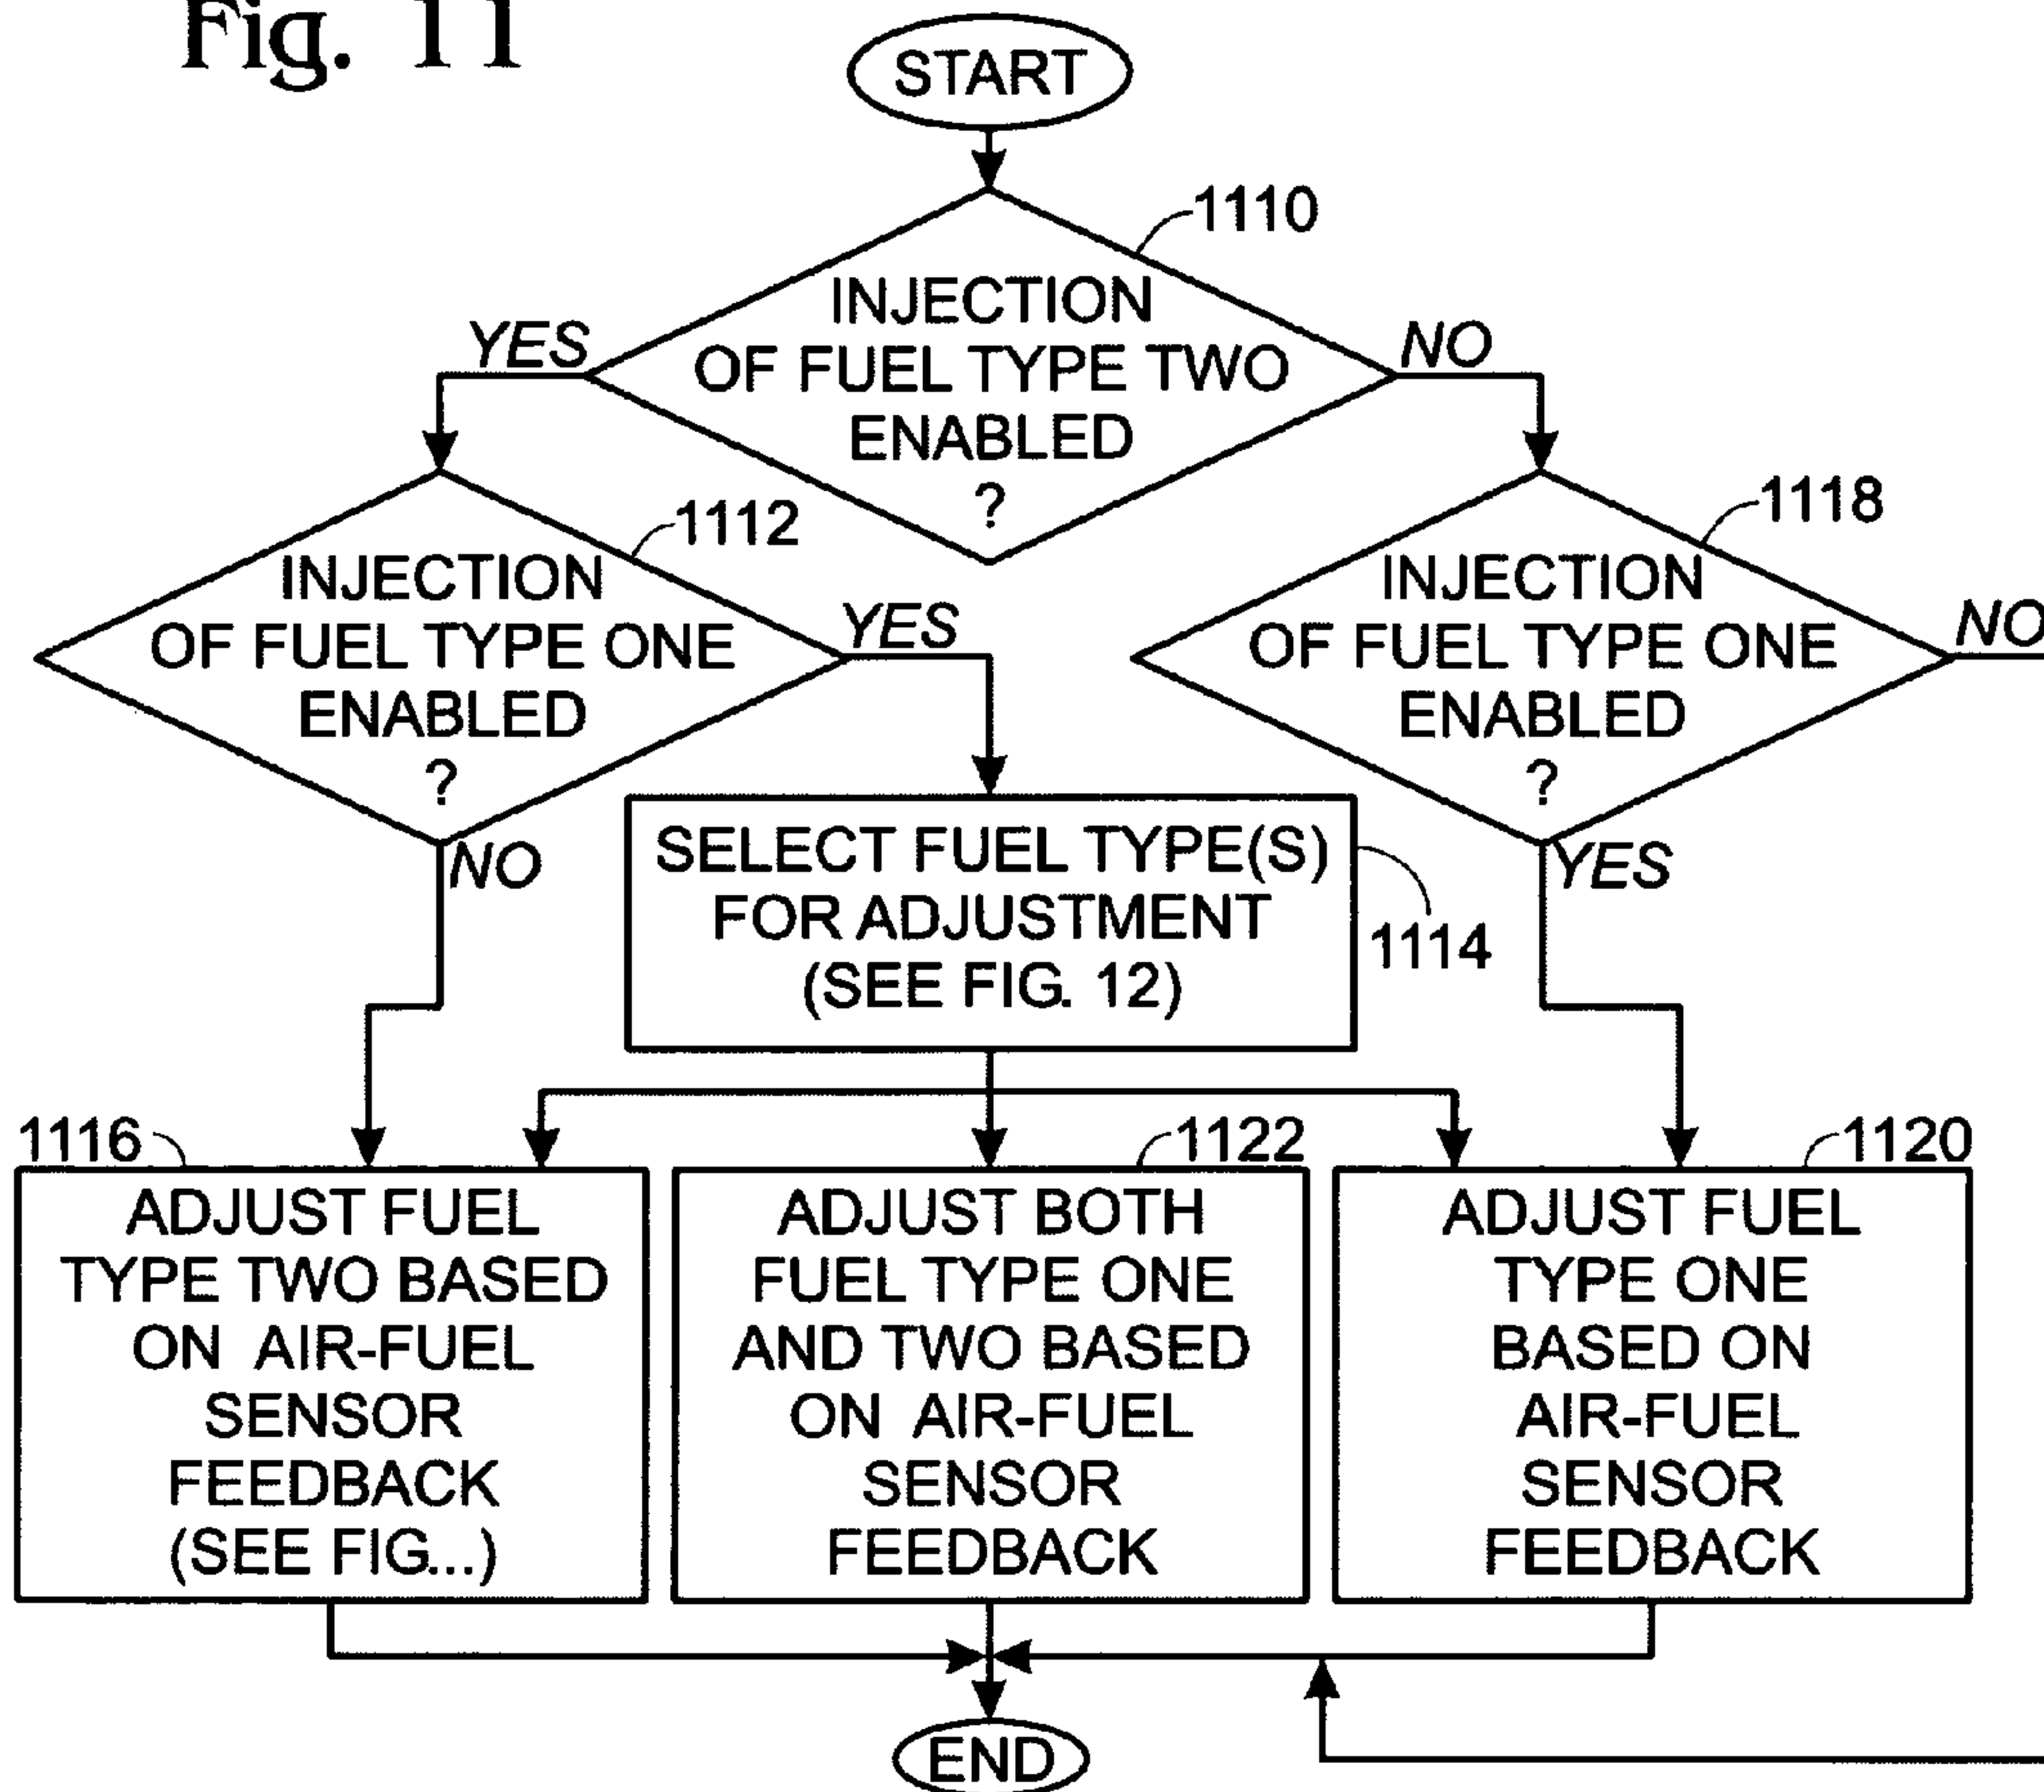 Fig. 11
START
1110
INJECTION
OF FUEL TYPE TWO
ENABLED
?
YES
NO
1112
INJECTION
OF FUEL TYPE ONE
ENABLED
?
YES
NO
1118
INJECTION
OF FUEL TYPE ONE
ENABLED
?
NO
YES
SELECT FUEL TYPE(S)
FOR ADJUSTMENT
(SEE FIG. 12)
1114
1116
ADJUST FUEL
TYPE TWO BASED
ON AIR-FUEL
SENSOR
FEEDBACK
(SEE FIG...)
1122
ADJUST BOTH
FUEL TYPE ONE
AND TWO BASED
ON AIR-FUEL
SENSOR
FEEDBACK
1120
ADJUST FUEL
TYPE ONE
BASED ON
AIR-FUEL
SENSOR
FEEDBACK
END